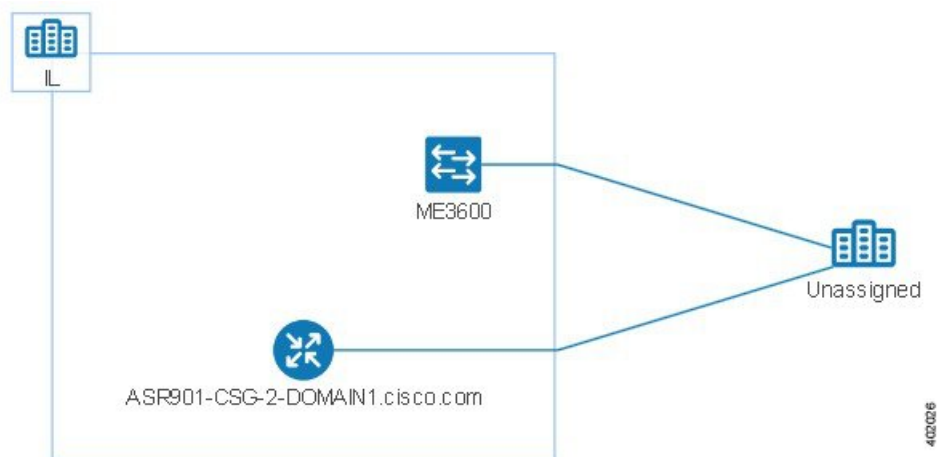 IL
ME3600
Unassigned
ASR901-CSG-2-DOMAIN1.cisco.com
402026